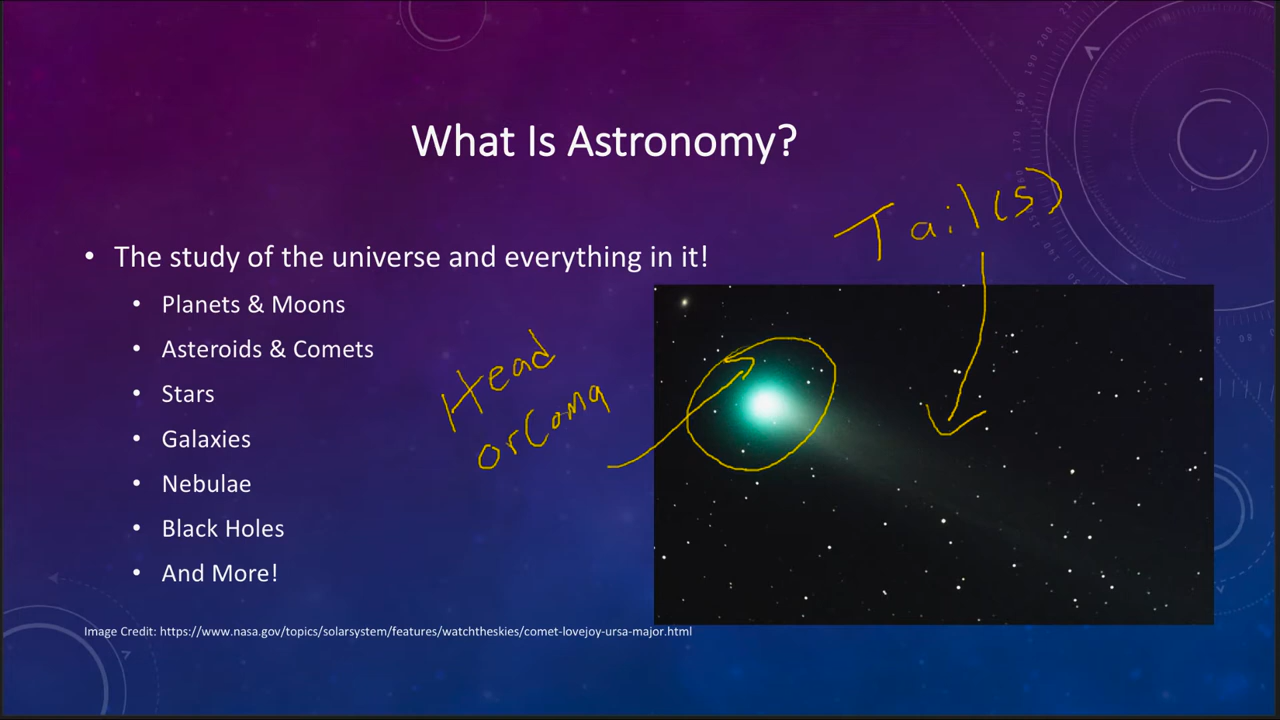 What Is Astronomy?
Tail(s)
• The study of the universe and everything in it!
• Planets & Moons
• Asteroids & Comets
• Stars
• Galaxies
• Nebulae
• Black Holes
• And More!
Head
or Coma
Image Credit: https://www.nasa.gov/topics/solarsystem/features/watchtheskies/comet-lovejoy-ursa-major.html